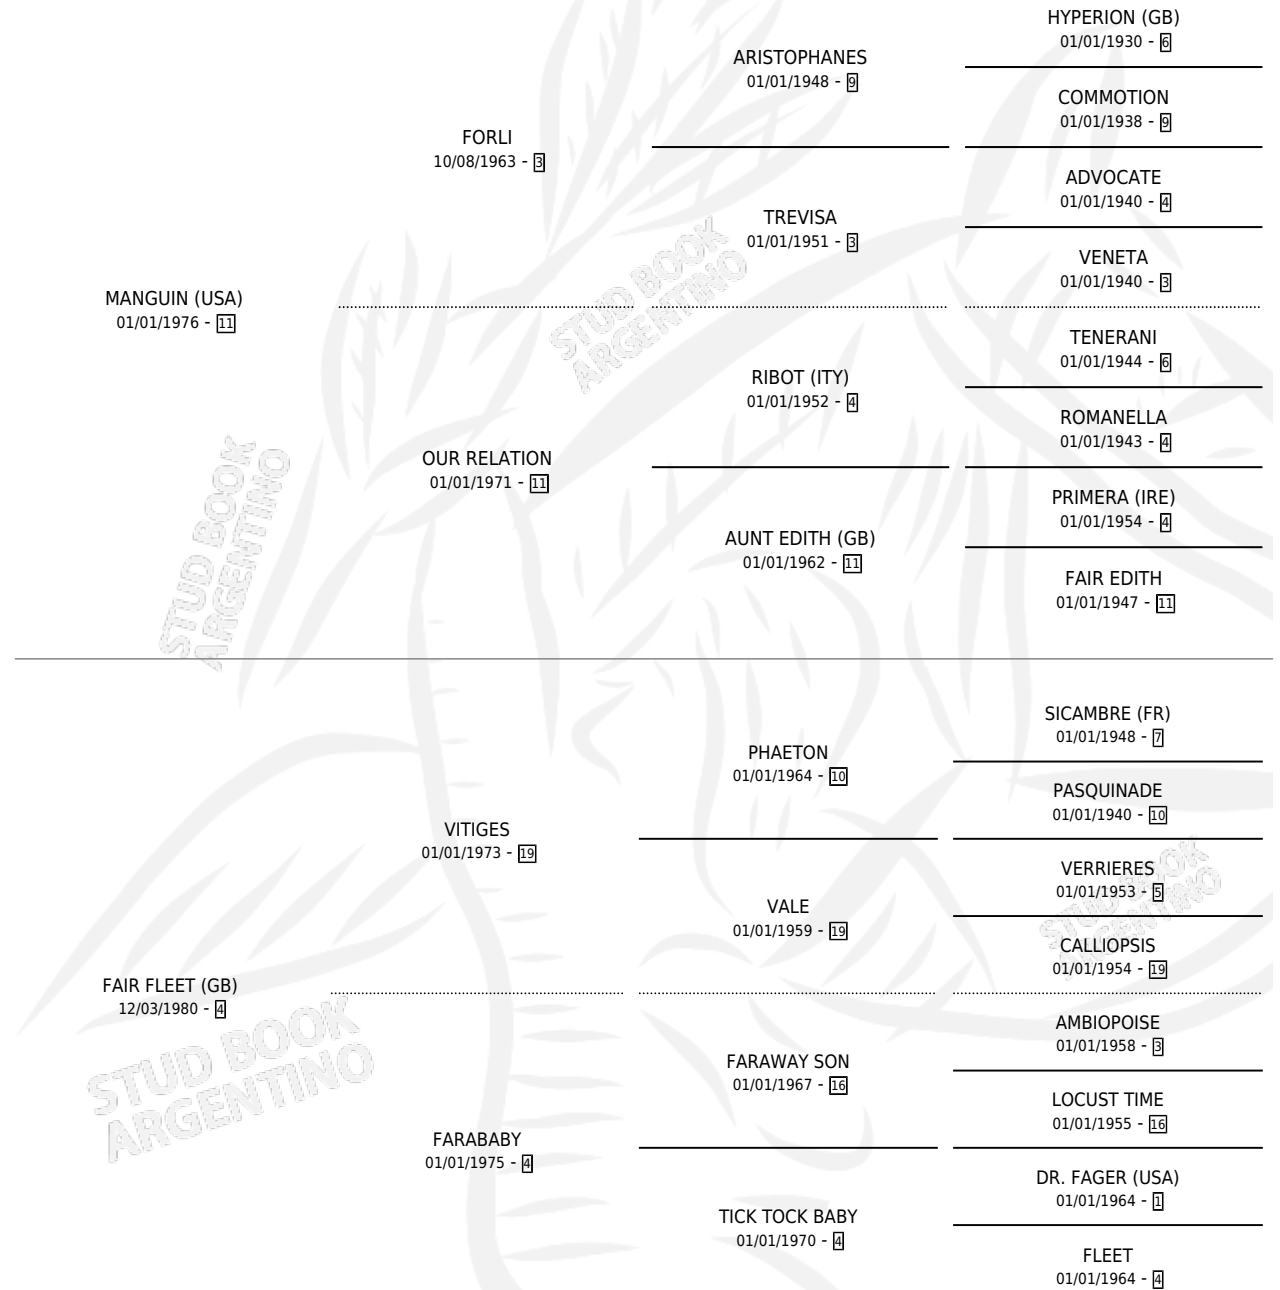 HYPERION (GB)
01/01/1930 - 6
ARISTOPHANES
01/01/1948 - 9
COMMOTION
01/01/1938 - 9
FORLI
10/08/1963 - 3
ADVOCATE
01/01/1940 - 4
TREVISA
01/01/1951 - 3
VENETA
01/01/1940 - 3
MANGUIN (USA)
01/01/1976 - 11
TENERANI
01/01/1944 - 6
RIBOT (ITY)
01/01/1952 - 4
ROMANELLA
01/01/1943 - 4
OUR RELATION
01/01/1971 - 11
PRIMERA (IRE)
01/01/1954 - 4
AUNT EDITH (GB)
01/01/1962 - 11
FAIR EDITH
01/01/1947 - 11
STUD BOOK
ARGENTINO
STUD BOOK
ARGENTINO
SICAMBRE (FR)
01/01/1948 - 7
PHAETON
01/01/1964 - 10
PASQUINADE
01/01/1940 - 10
VITIGES
01/01/1973 - 19
VERRIERES
01/01/1953 - 5
VALE
01/01/1959 - 19
CALLIOPSIS
01/01/1954 - 19
FAIR FLEET (GB)
12/03/1980 - 4
AMBIOPOISE
01/01/1958 - 3
FARAWAY SON
01/01/1967 - 16
LOCUST TIME
01/01/1955 - 16
FARABABY
01/01/1975 - 4
DR. FAGER (USA)
01/01/1964 - 1
TICK TOCK BABY
01/01/1970 - 4
FLEET
01/01/1964 - 4
STUD BOOK
ARGENTINO
STUD BOOK
ARGENTINO